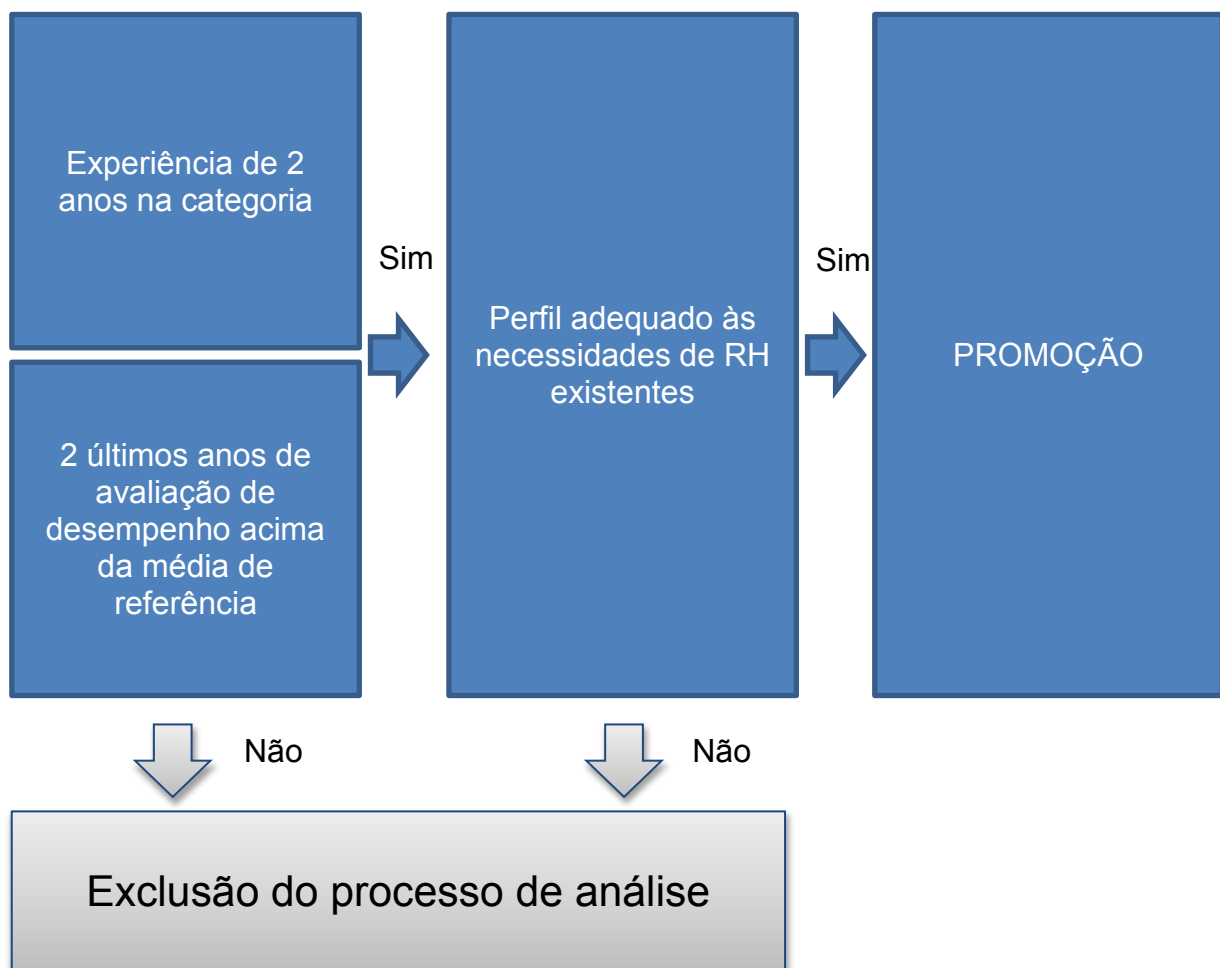 Experiência de 2
anos na categoria
2 últimos anos de
avaliação de
desempenho acima
da média de
referência
Sim
Perfil adequado às
necessidades de RH
existentes
Sim
PROMOÇÃO
Não
Não
Exclusão do processo de análise